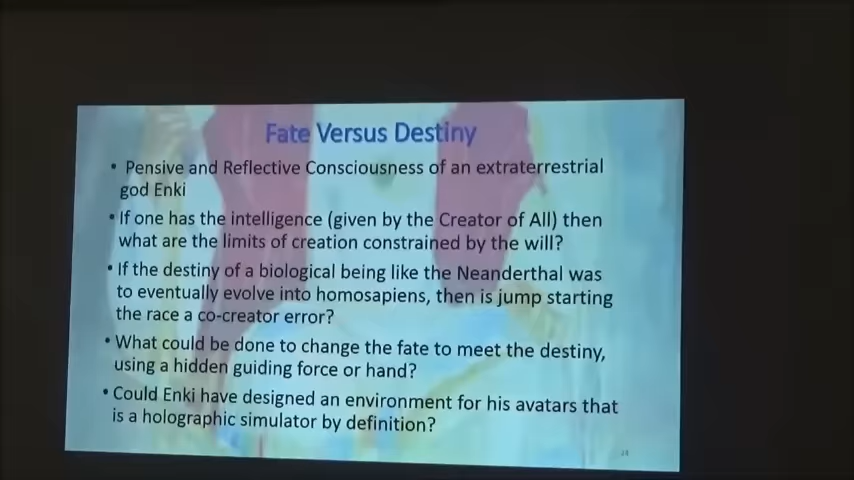 Fate Versus Destiny
• Pensive and Reflective Consciousness of an extraterrestrial
god Enki
• If one has the intelligence (given by the Creator of All) then
what are the limits of creation constrained by the will?
• If the destiny of a biological being like the Neanderthal was
to eventually evolve into homosapiens, then is jump starting
the race a co-creator error?
• What could be done to change the fate to meet the destiny,
using a hidden guiding force or hand?
• Could Enki have designed an environment for his avatars that
is a holographic simulator by definition?